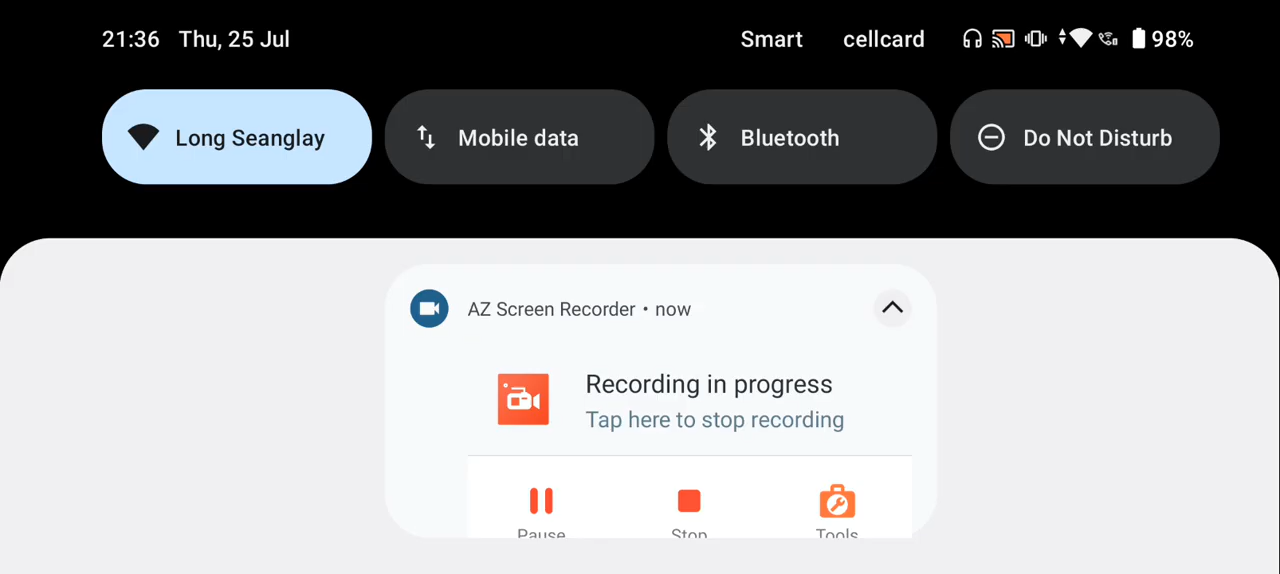 21:36 Thu, 25 Jul Smart cellcard 98%
Long Seanglay Mobile data Bluetooth Do Not Disturb
AZ Screen Recorder • now
Recording in progress
Tap here to stop recording
Pause Stop Tools